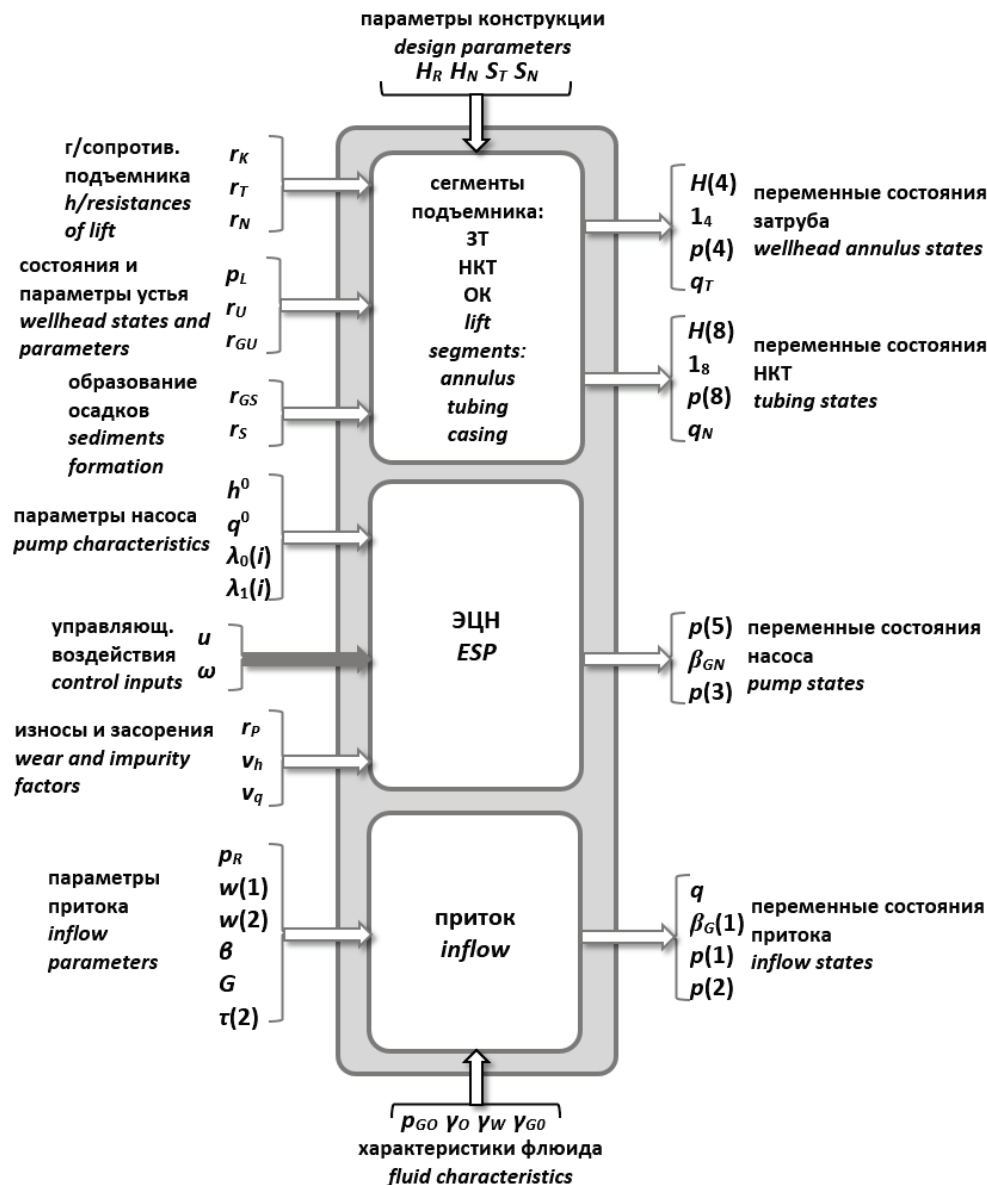 параметры конструкции
design parameters
H_R H_N S_T S_N
г/сопротив.
подъемника
h/resistances
of lift
r_K
r_T
r_N
состояния и
параметры устья
wellhead states and
parameters
p_L
r_U
r_GU
образование
осадков
sediments
formation
r_GS
r_S
сегменты
подъемника:
ЗТ
НКТ
ОК
lift
segments:
annulus
tubing
casing
H(4)
1_4
p(4)
q_T
переменные состояния
затруба
wellhead annulus states
H(8)
1_8
p(8)
q_N
переменные состояния
НКТ
tubing states
параметры насоса
pump characteristics
h^0
q^0
λ_0(i)
λ_1(i)
управляющ.
воздействия
control inputs
u
ω
износы и засорения
wear and impurity
factors
r_P
ν_h
ν_q
ЭЦН
ESP
p(5)
β_GN
p(3)
переменные состояния
насоса
pump states
параметры
притока
inflow
parameters
p_R
w(1)
w(2)
в
G
τ(2)
приток
inflow
q
β_G(1)
p(1)
p(2)
переменные состояния
притока
inflow states
p_GO γ_O γ_W γ_G0
характеристики флюида
fluid characteristics